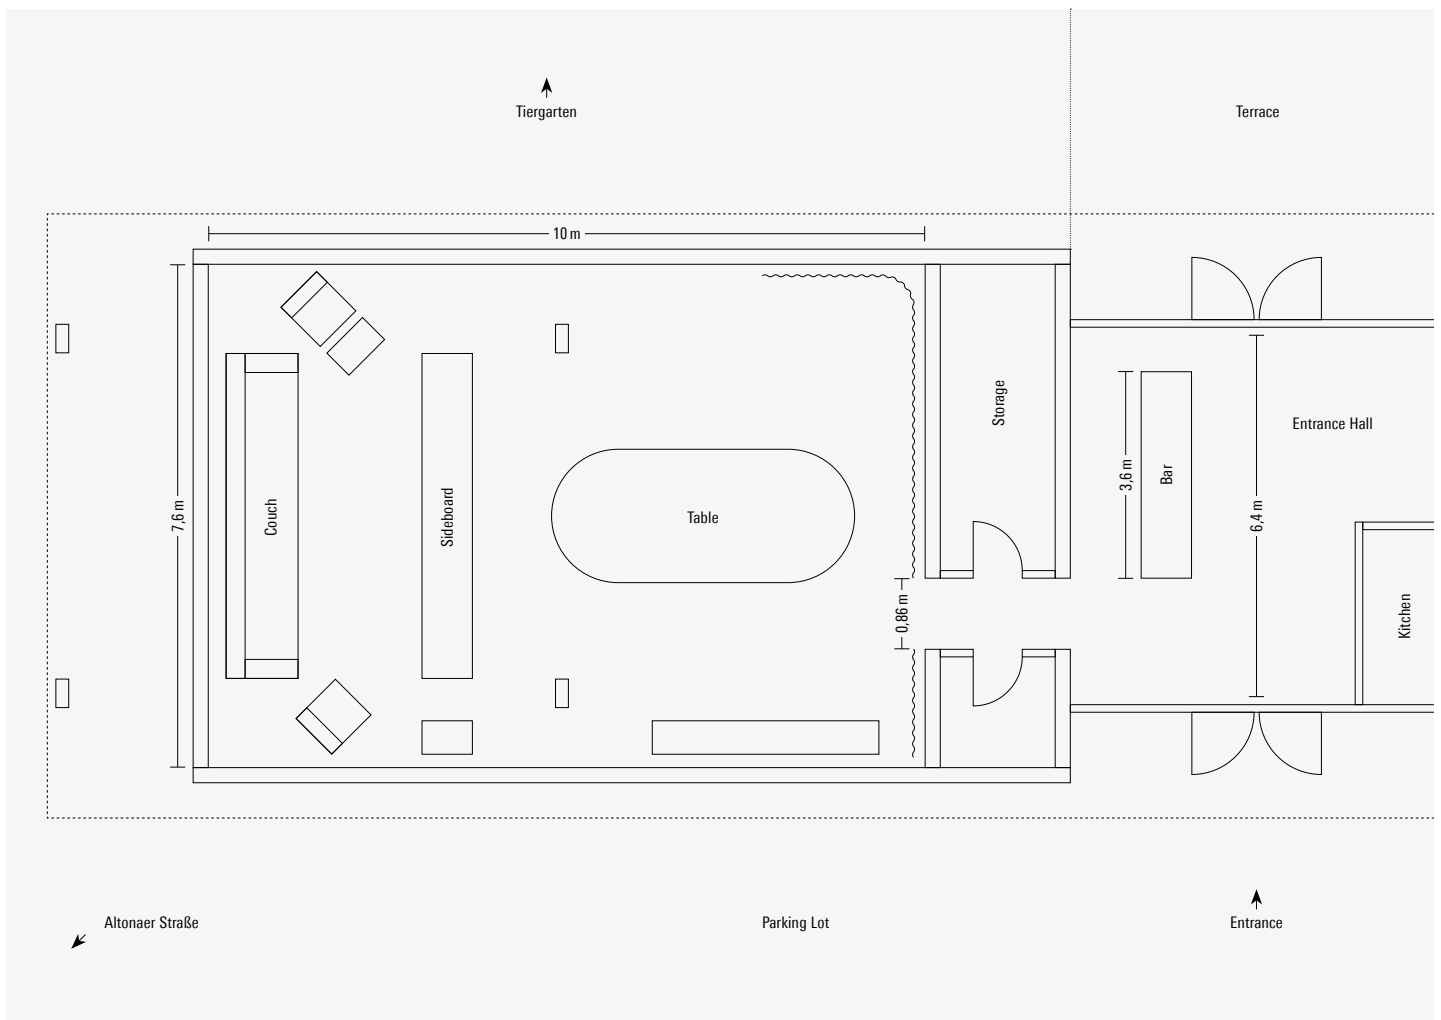 Tiergarten
Terrace
10 m
Storage
Entrance Hall
3,6 m
Bar
6,4 m
7,6 m
Couch
Sideboard
Table
0,86 m
Kitchen
Altonaer Straße
Parking Lot
Entrance